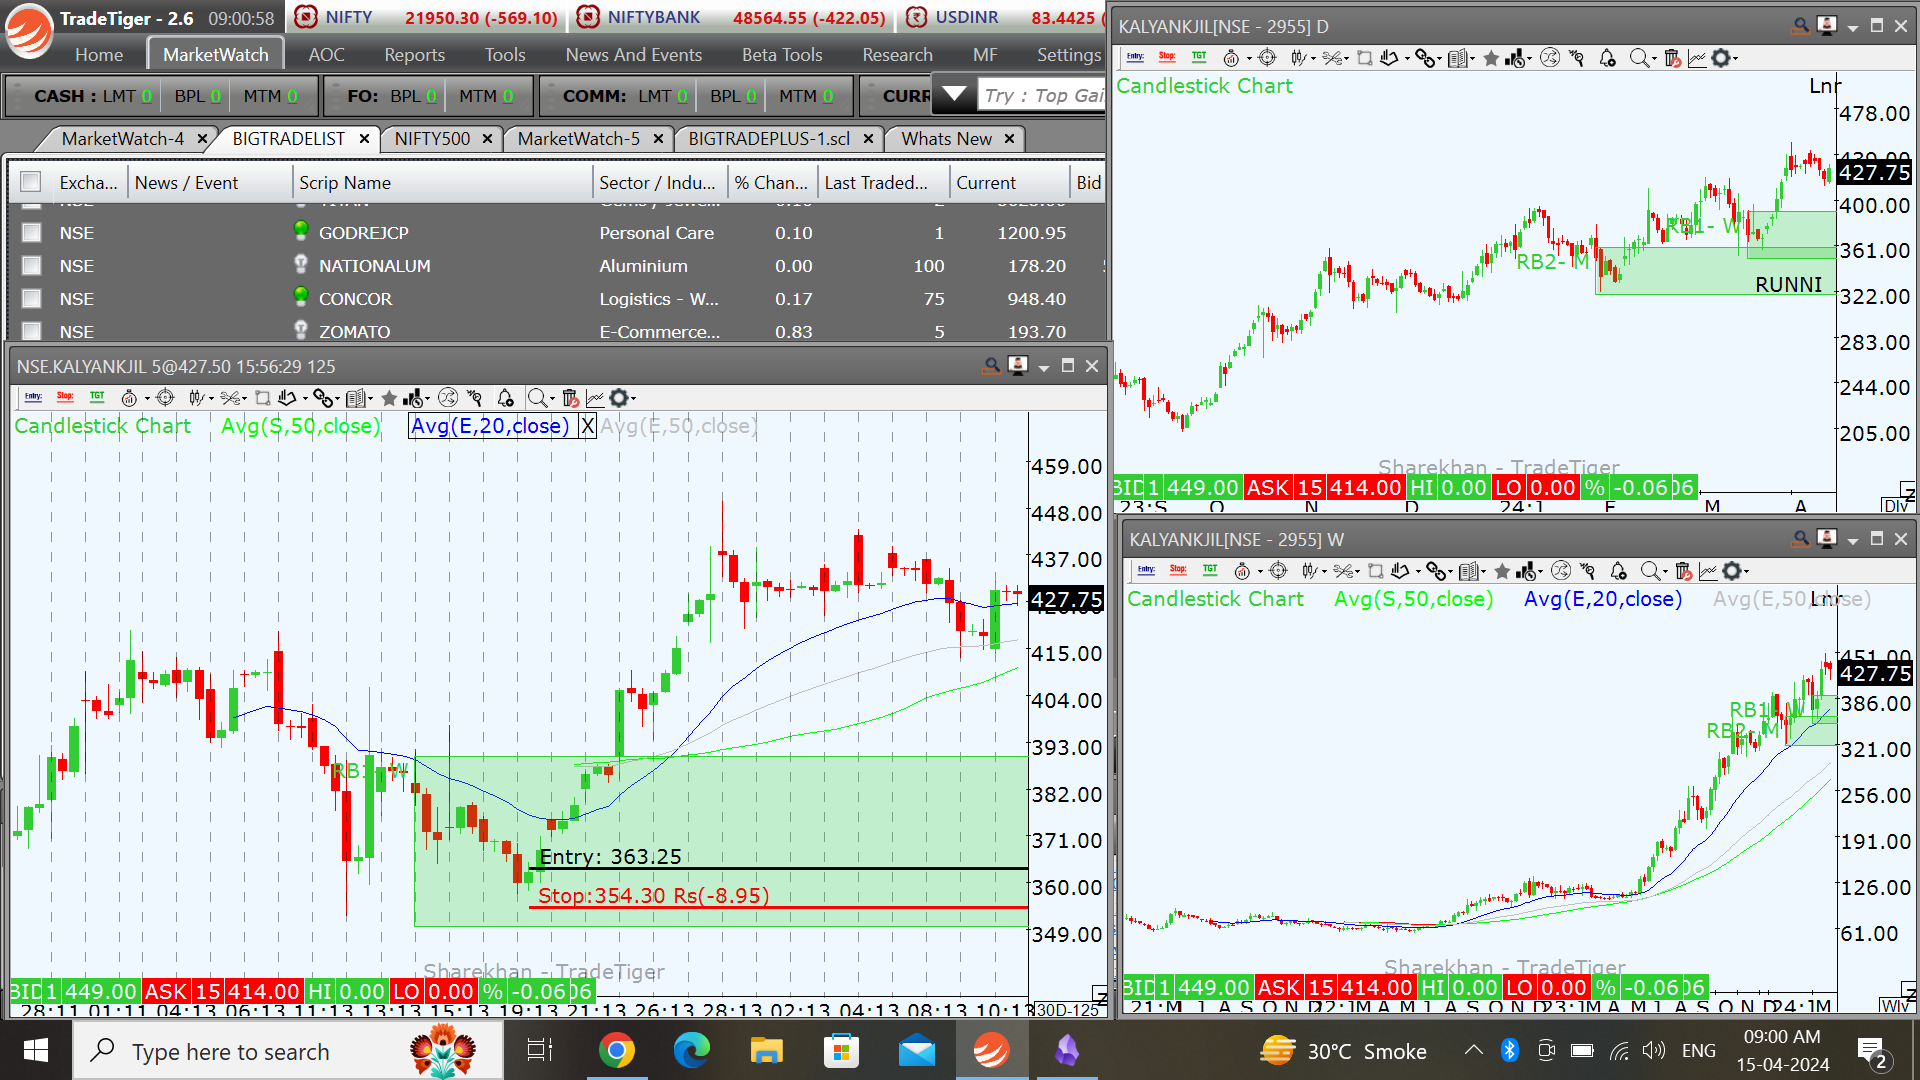 TradeTiger - 2.6 09:00:58
NIFTY 21950.30 (-569.10)
NIFTYBANK 48564.55 (-422.05)
USDINR 83.4425 (
Home MarketWatch AOC Reports Tools News And Events Beta Tools Research MF Settings
CASH : LMT 0 BPL 0 MTM 0 FO: BPL 0 MTM 0 COMM: LMT 0 BPL 0 MTM 0 CURR Try : Top Gai
MarketWatch-4 X BIGTRADELIST X NIFTY500 X MarketWatch-5 X BIGTRADEPLUS-1.scl X Whats New X
Excha... News / Event Scrip Name Sector / Indu... % Chan... Last Traded... Current Bid
NSE GODREJCP Personal Care 0.10 1 1200.95
NSE NATIONALUM Aluminium 0.00 100 178.20
NSE CONCOR Logistics - W... 0.17 75 948.40
NSE ZOMATO E-Commerce... 0.83 5 193.70
NSE.KALYANKJIL 5@427.50 15:56:29 125
Entry: Stop: TGT
Candlestick Chart Avg(S,50,close) Avg(E,20,close) X Avg(E,50,close)
459.00
448.00
437.00
427.75
415.00
404.00
393.00
382.00
371.00
360.00
349.00
RB1- W
Entry: 363.25
Stop:354.30 Rs(-8.95)
Sharekhan - TradeTiger
BID 1 449.00 ASK 15 414.00 HI 0.00 LO 0.00 % -0.06 06
28:11 01:11 04:13 06:13 11:13 13:13 15:13 19:13 21:13 26:13 28:13 02:13 04:13 08:13 10:13 30D-125
KALYANKJIL[NSE - 2955] D
Entry: Stop: TGT
Candlestick Chart
Lnr
478.00
427.75
400.00
361.00
322.00
283.00
244.00
205.00
RB1- W
RB2- M
RUNNI
Sharekhan - TradeTiger
BID 1 449.00 ASK 15 414.00 HI 0.00 LO 0.00 % -0.06 06
23:S O N D 24:1 F M A Dly
KALYANKJIL[NSE - 2955] W
Entry: Stop: TGT
Candlestick Chart Avg(S,50,close) Avg(E,20,close) Avg(E,50,close)
Lnr
451.00
427.75
386.00
321.00
256.00
191.00
126.00
61.00
RB1- W
RB2- M
Sharekhan - TradeTiger
BID 1 449.00 ASK 15 414.00 HI 0.00 LO 0.00 % -0.06 06
Wly
Type here to search
30°C Smoke
ENG
09:00 AM
15-04-2024
2